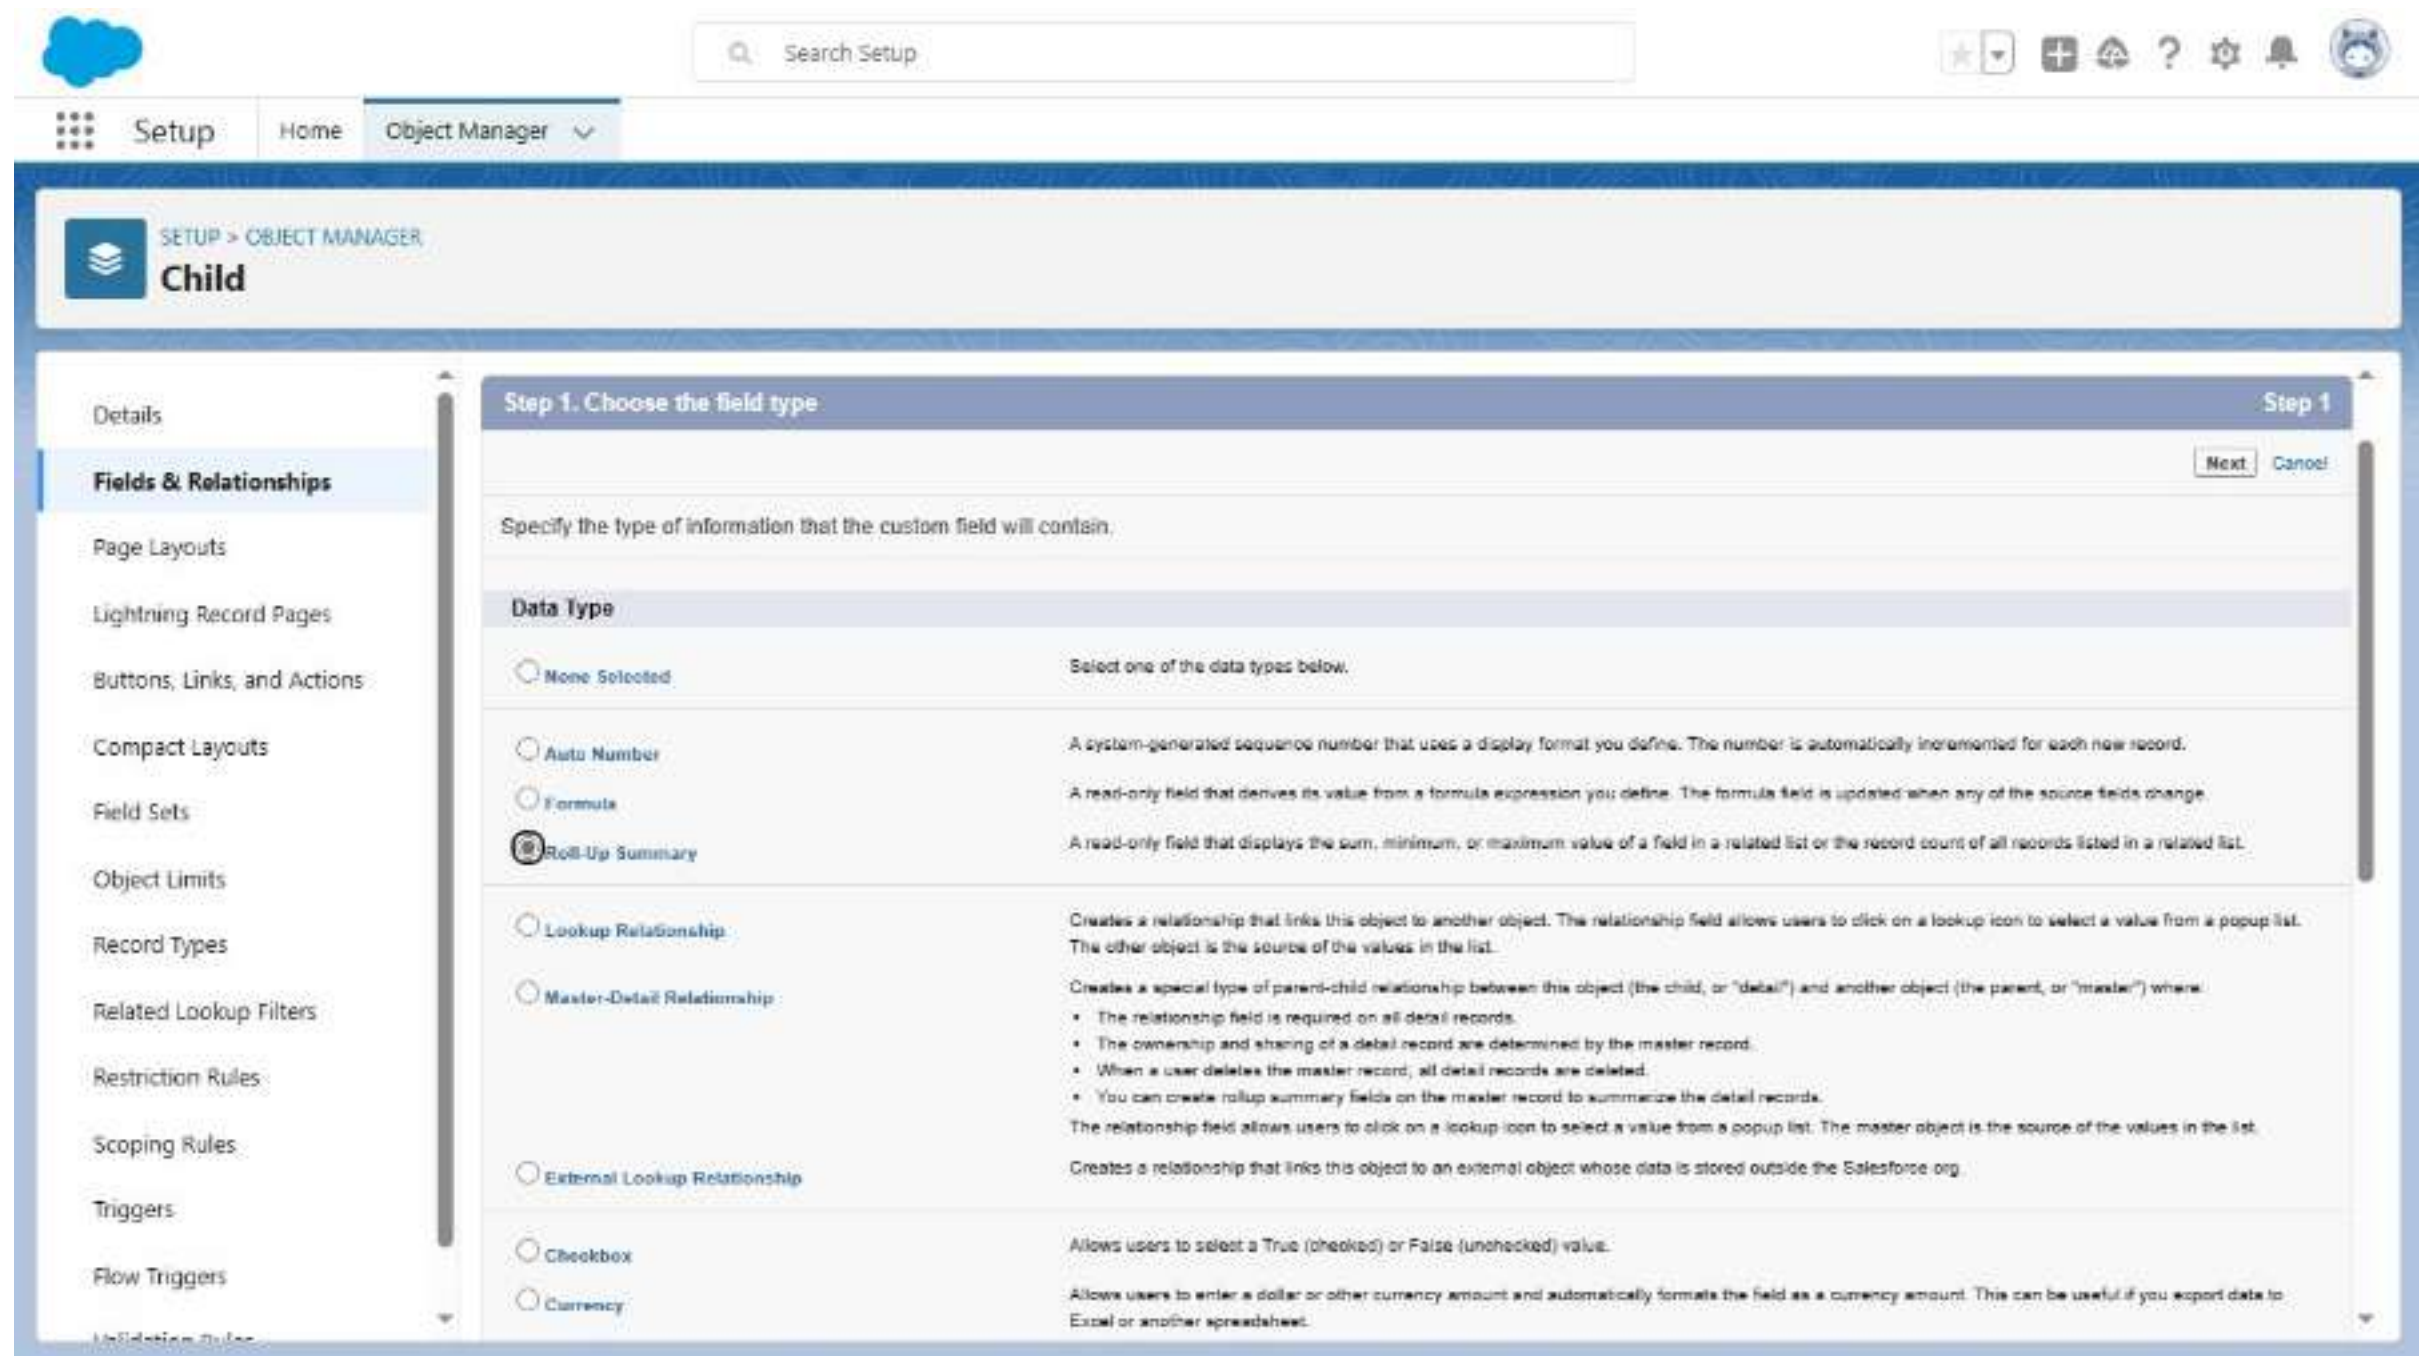 Search Setup
Setup
Home
Object Manager
SETUP > OBJECT MANAGER
Child
Details
Fields & Relationships
Page Layouts
Lightning Record Pages
Buttons, Links, and Actions
Compact Layouts
Field Sets
Object Limits
Record Types
Related Lookup Filters
Restriction Rules
Scoping Rules
Triggers
Flow Triggers
Validation Rules
Step 1. Choose the field type
Step 1
Next
Cancel
Specify the type of information that the custom field will contain.
Data Type
None Selected
Select one of the data types below.
Auto Number
A system-generated sequence number that uses a display format you define. The number is automatically incremented for each new record.
Formula
A read-only field that derives its value from a formula expression you define. The formula field is updated when any of the source fields change.
Roll-Up Summary
A read-only field that displays the sum, minimum, or maximum value of a field in a related list or the record count of all records listed in a related list.
Lookup Relationship
Creates a relationship that links this object to another object. The relationship field allows users to click on a lookup icon to select a value from a popup list.
The other object is the source of the values in the list.
Master-Detail Relationship
Creates a special type of parent-child relationship between this object (the child, or "detail") and another object (the parent, or "master") where:
• The relationship field is required on all detail records.
• The ownership and sharing of a detail record are determined by the master record.
• When a user deletes the master record, all detail records are deleted.
• You can create rollup summary fields on the master record to summarize the detail records.
The relationship field allows users to click on a lookup icon to select a value from a popup list. The master object is the source of the values in the list.
External Lookup Relationship
Creates a relationship that links this object to an external object whose data is stored outside the Salesforce org.
Checkbox
Allows users to select a True (checked) or False (unchecked) value.
Currency
Allows users to enter a dollar or other currency amount and automatically formats the field as a currency amount. This can be useful if you export data to
Excel or another spreadsheet.